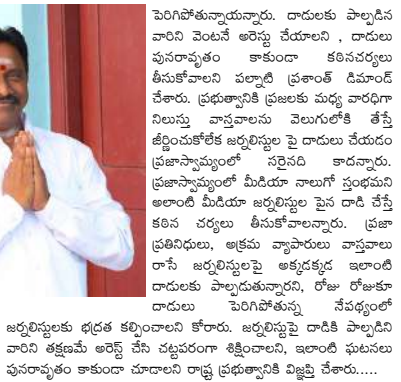 పెరిగిపోతున్నాయన్నారు. దాడులకు పాల్పడిన
వారిని వెంటనే అరెస్టు చేయాలని , దాడులు
పునరావృతం కాకుండా కఠినచర్యలు
తీసుకోవాలని పల్నాటి ప్రశాంత్ డిమాండ్
చేశారు. ప్రభుత్వానికి ప్రజలకు మధ్య వారధిగా
నిలుస్తు వాస్తవాలను వెలుగులోకి తేస్తే
జీర్ణించుకోలేక జర్నలిస్టుల పై దాడులు చేయడం
ప్రజాస్వామ్యంలో సరైనది కాదన్నారు.
ప్రజాస్వామ్యంలో మీడియా నాలుగో స్తంభమని
అలాంటి మీడియా జర్నలిస్టుల పైన దాడి చేస్తే
కఠిన చర్యలు తీసుకోవాలన్నారు. ప్రజా
ప్రతినిధులు, అక్రమ వ్యాపారులు వాస్తవాలు
రాసే జర్నలిస్టులపై అక్కడక్కడ ఇలాంటి
దాడులకు పాల్పడుతున్నారని, రోజు రోజుకూ
దాడులు పెరిగిపోతున్న నేపథ్యంలో
జర్నలిస్టులకు భద్రత కల్పించాలని కోరారు. జర్నలిస్టుపై దాడికి పాల్పడిని
వారిని తక్షణమే అరెస్ట్ చేసి చట్టపరంగా శిక్షించాలని, ఇలాంటి ఘటనలు
పునరావృతం కాకుండా చూడాలని రాష్ట్ర ప్రభుత్వానికి విజ్ఞప్తి చేశారు.....